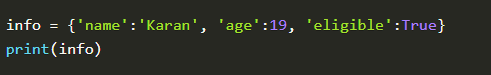 info = {'name':'Karan', 'age':19, 'eligible':True}
print(info)